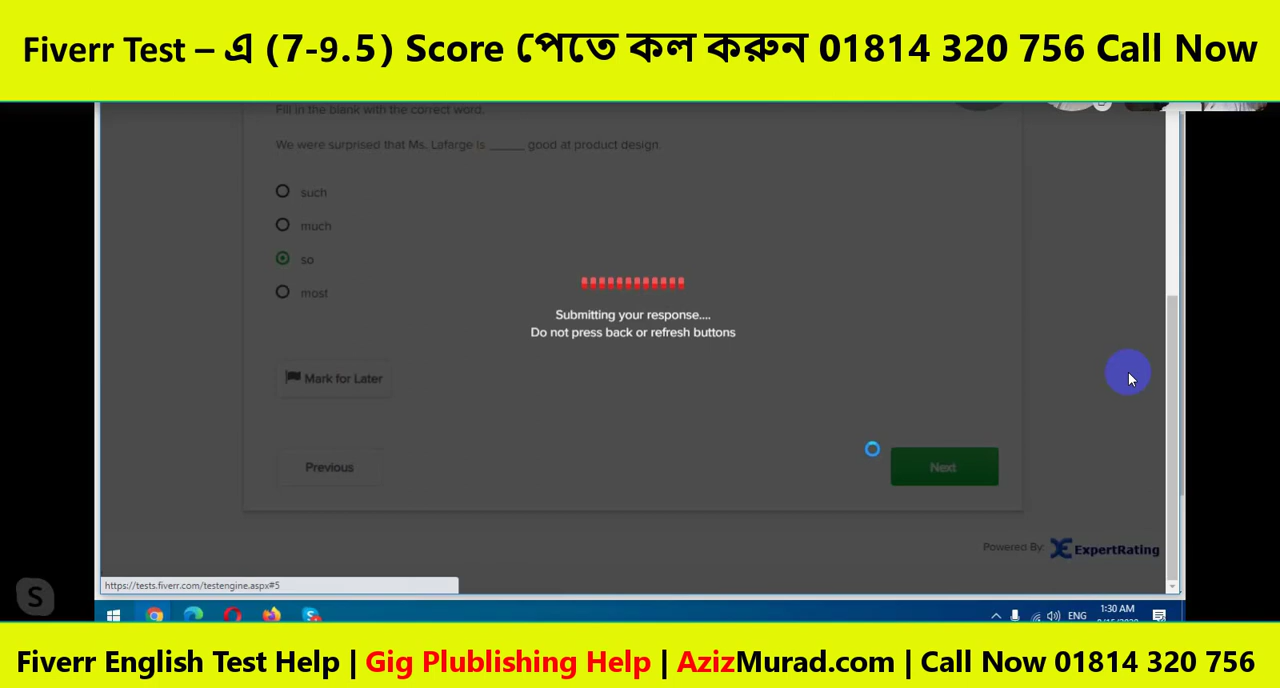 Fiverr Test – এ (7-9.5) Score পেতে কল করুন 01814 320 756 Call Now
Fill in the blank with the correct word.
We were surprised that Ms. Lafarge is _____ good at product design.
such
much
so
most
Submitting your response....
Do not press back or refresh buttons
Mark for Later
Previous
Next
Powered By: ExpertRating
https://tests.fiverr.com/testengine.aspx#5
S
ENG
1:30 AM
Fiverr English Test Help | Gig Plublishing Help | AzizMurad.com | Call Now 01814 320 756